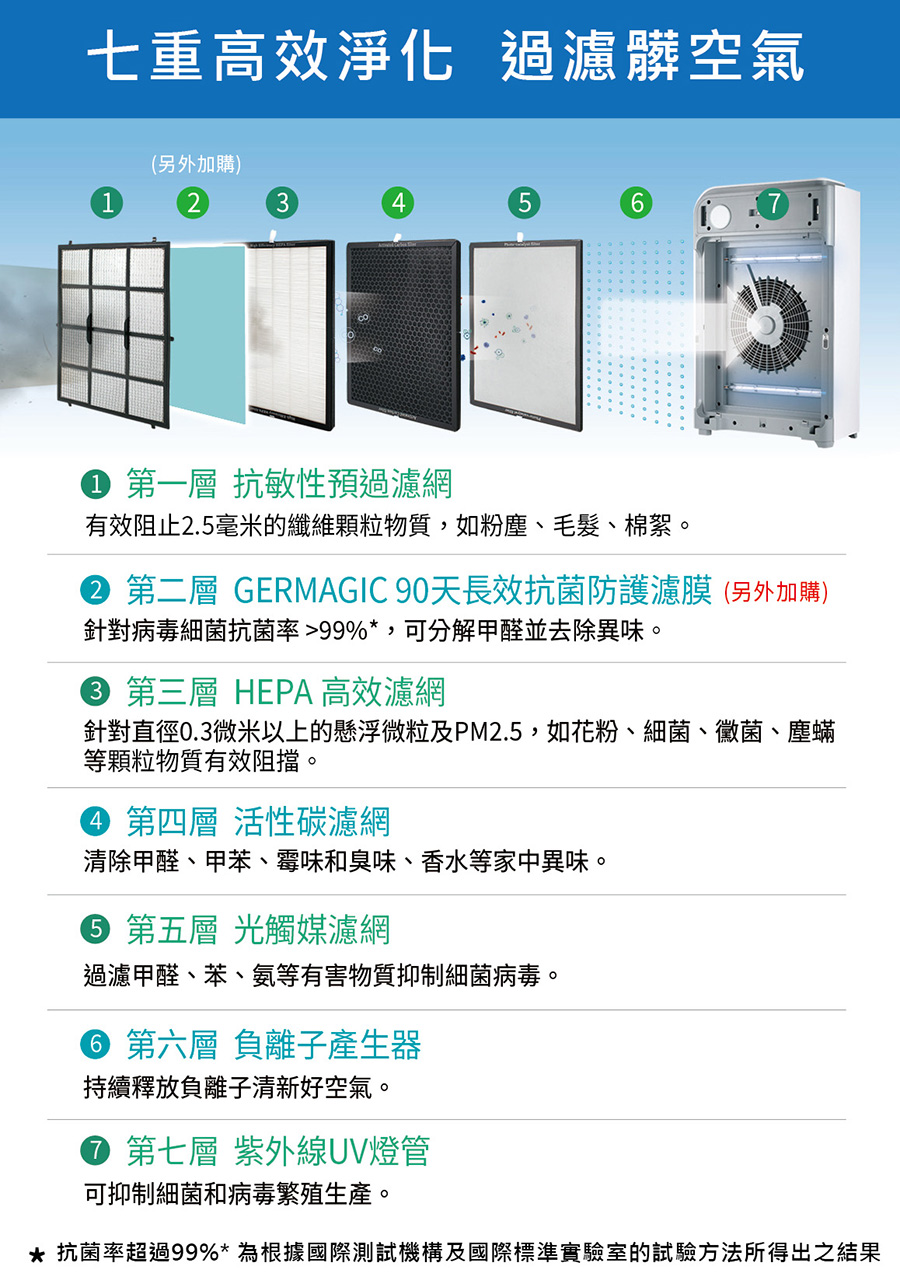 七重高效淨化 過濾髒空氣
(另外加購)
1 2 3 4 5 6 7
1 第一層 抗敏性預過濾網
有效阻止2.5毫米的纖維顆粒物質,如粉塵、毛髮、棉絮。
2 第二層 GERMAGIC 90天長效抗菌防護濾膜 (另外加購)
針對病毒細菌抗菌率 >99%*,可分解甲醛並去除異味。
3 第三層 HEPA 高效濾網
針對直徑0.3微米以上的懸浮微粒及PM2.5,如花粉、細菌、黴菌、塵蟎
等顆粒物質有效阻擋。
4 第四層 活性碳濾網
清除甲醛、甲苯、霉味和臭味、香水等家中異味。
5 第五層 光觸媒濾網
過濾甲醛、苯、氨等有害物質抑制細菌病毒。
6 第六層 負離子產生器
持續釋放負離子清新好空氣。
7 第七層 紫外線UV燈管
可抑制細菌和病毒繁殖生產。
★ 抗菌率超過99%* 為根據國際測試機構及國際標準實驗室的試驗方法所得出之結果